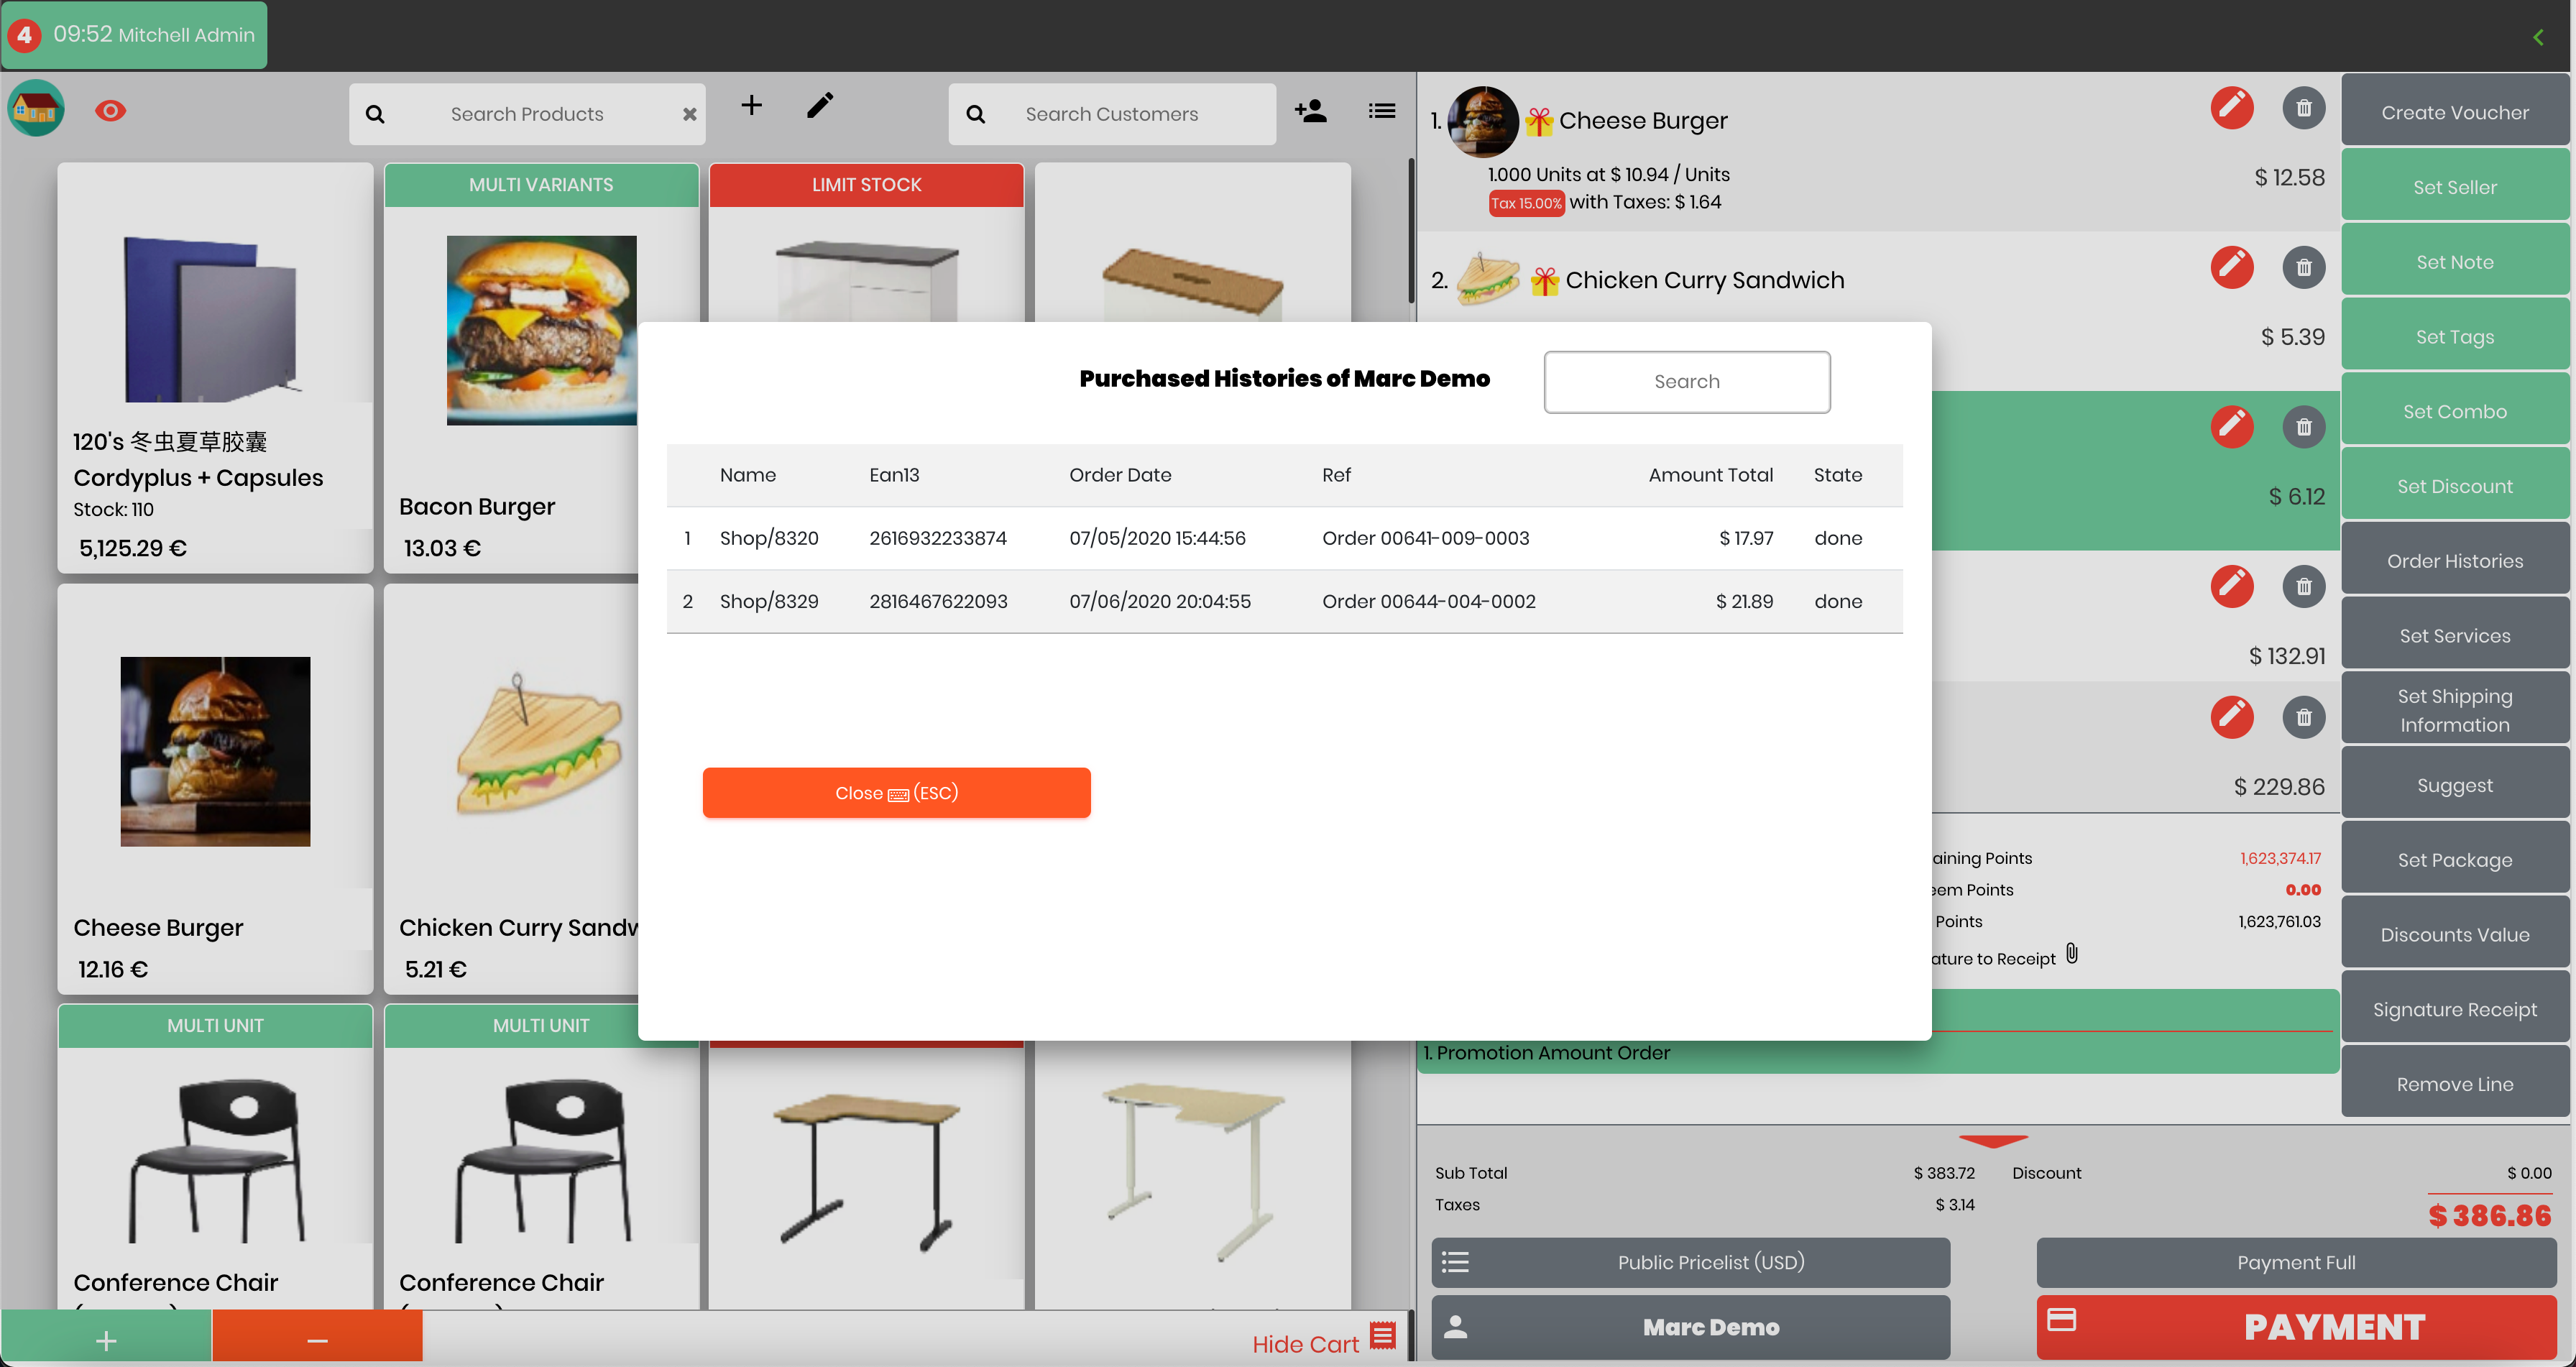 4 09:52 Mitchell Admin
Search Products
Search Customers
MULTI VARIANTS
LIMIT STOCK
120's 冬虫夏草胶囊
Cordyplus + Capsules
Stock: 110
5,125.29 €
Bacon Burger
13.03 €
Cheese Burger
12.16 €
Chicken Curry Sandw
5.21 €
MULTI UNIT
MULTI UNIT
Conference Chair
Conference Chair
+
−
Hide Cart
Purchased Histories of Marc Demo
Search
Name Ean13 Order Date Ref Amount Total State
1 Shop/8320 2616932233874 07/05/2020 15:44:56 Order 00641-009-0003 $ 17.97 done
2 Shop/8329 2816467622093 07/06/2020 20:04:55 Order 00644-004-0002 $ 21.89 done
Close (ESC)
1. Cheese Burger
1.000 Units at $ 10.94 / Units
$ 12.58
Tax 15.00% with Taxes: $ 1.64
2. Chicken Curry Sandwich
$ 5.39
$ 6.12
$ 132.91
$ 229.86
aining Points 1,623,374.17
eem Points 0.00
Points 1,623,761.03
ature to Receipt
1. Promotion Amount Order
Sub Total $ 383.72 Discount $ 0.00
Taxes $ 3.14
$ 386.86
Public Pricelist (USD)
Payment Full
Marc Demo
PAYMENT
Create Voucher
Set Seller
Set Note
Set Tags
Set Combo
Set Discount
Order Histories
Set Services
Set Shipping
Information
Suggest
Set Package
Discounts Value
Signature Receipt
Remove Line